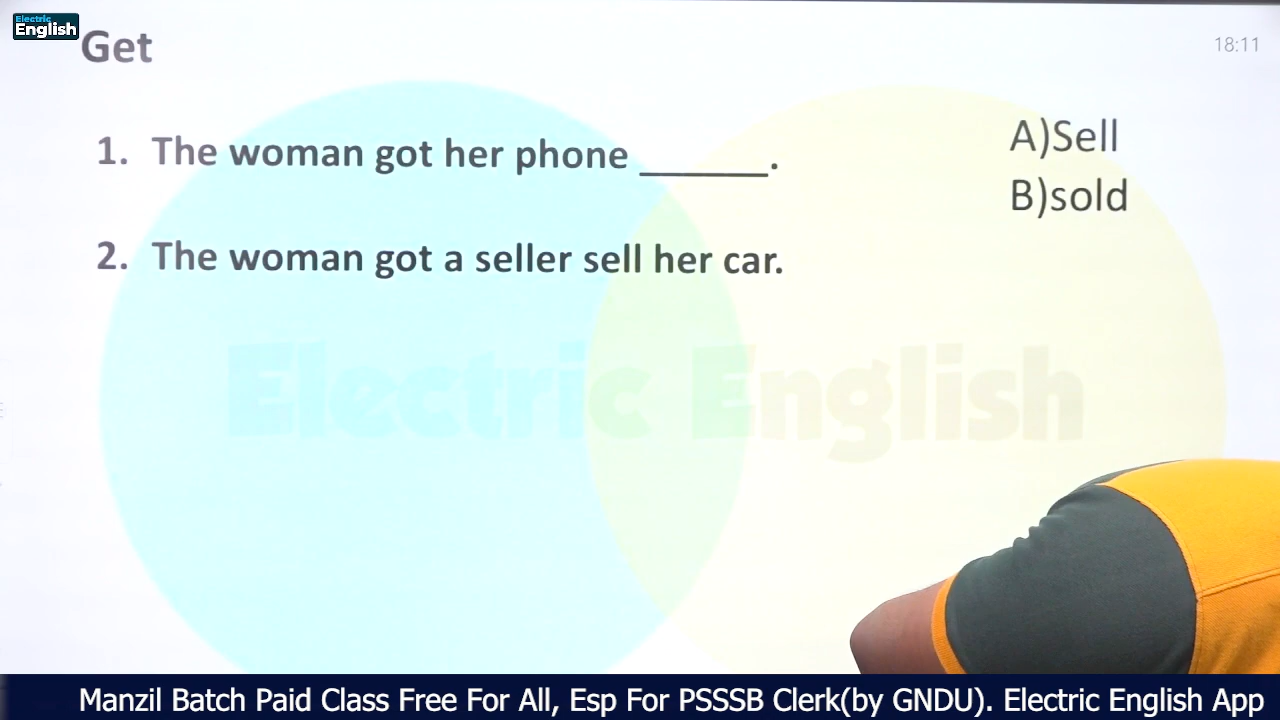 Electric
English
Get
18:11
1. The woman got her phone ______.
A)Sell
B)sold
2. The woman got a seller sell her car.
Electric English
Manzil Batch Paid Class Free For All, Esp For PSSSB Clerk(by GNDU). Electric English App